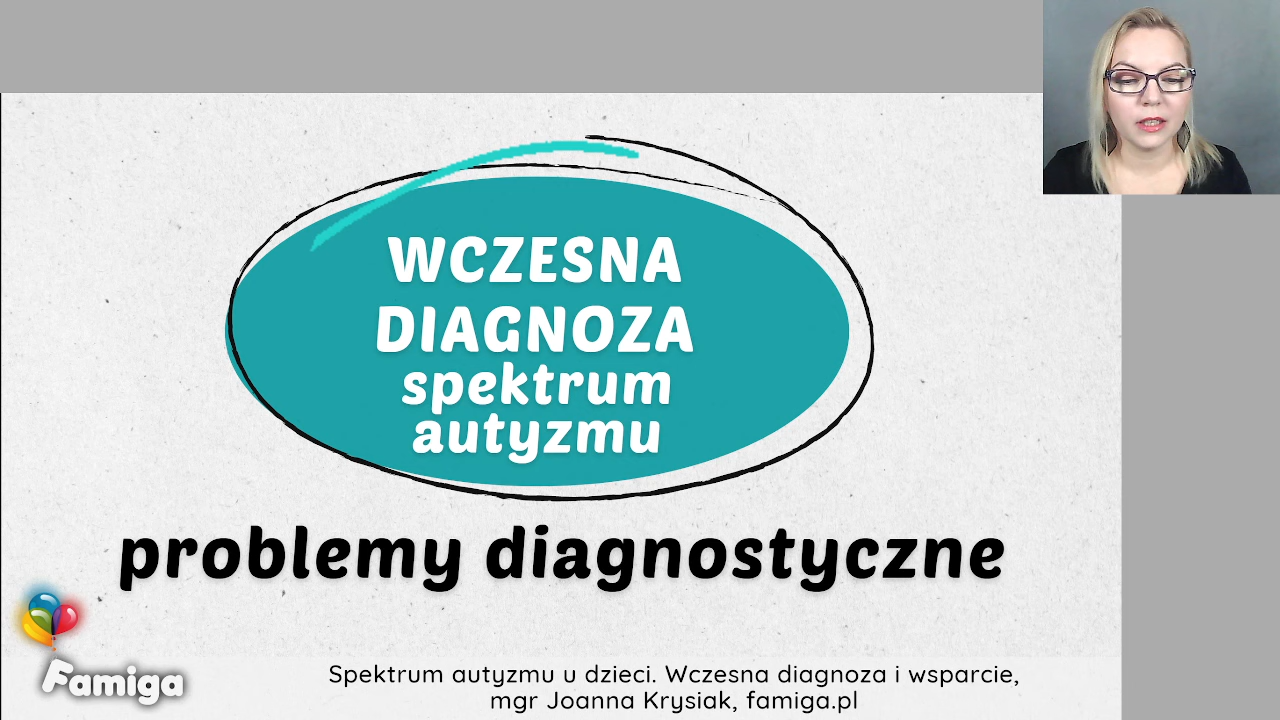 WCZESNA
DIAGNOZA
spektrum
autyzmu
problemy diagnostyczne
Famiga
Spektrum autyzmu u dzieci. Wczesna diagnoza i wsparcie,
mgr Joanna Krysiak, famiga.pl